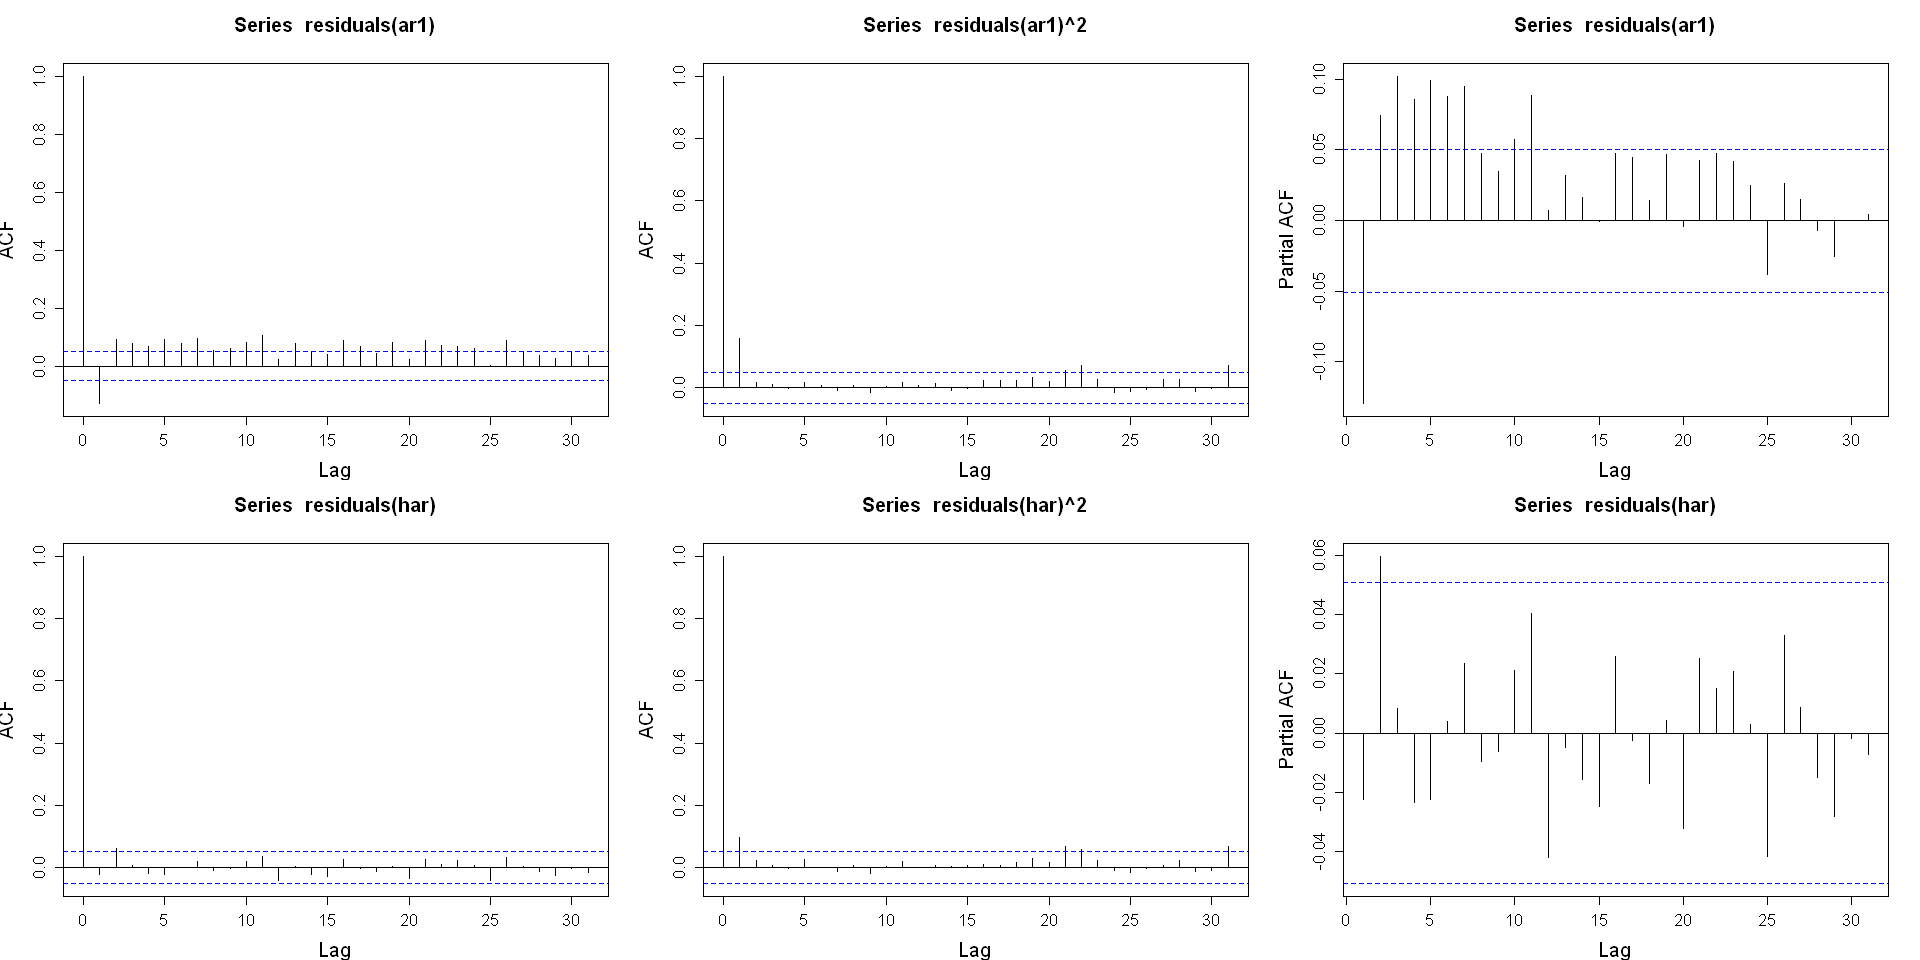 Series residuals(ar1)
ACF
0.0 0.2 0.4 0.6 0.8 1.0
0 5 10 15 20 25 30
Lag
Series residuals(ar1)^2
ACF
0.0 0.2 0.4 0.6 0.8 1.0
0 5 10 15 20 25 30
Lag
Series residuals(ar1)
Partial ACF
-0.10 -0.05 0.00 0.05 0.10
0 5 10 15 20 25 30
Lag
Series residuals(har)
ACF
0.0 0.2 0.4 0.6 0.8 1.0
0 5 10 15 20 25 30
Lag
Series residuals(har)^2
ACF
0.0 0.2 0.4 0.6 0.8 1.0
0 5 10 15 20 25 30
Lag
Series residuals(har)
Partial ACF
-0.04 -0.02 0.00 0.02 0.04 0.06
0 5 10 15 20 25 30
Lag